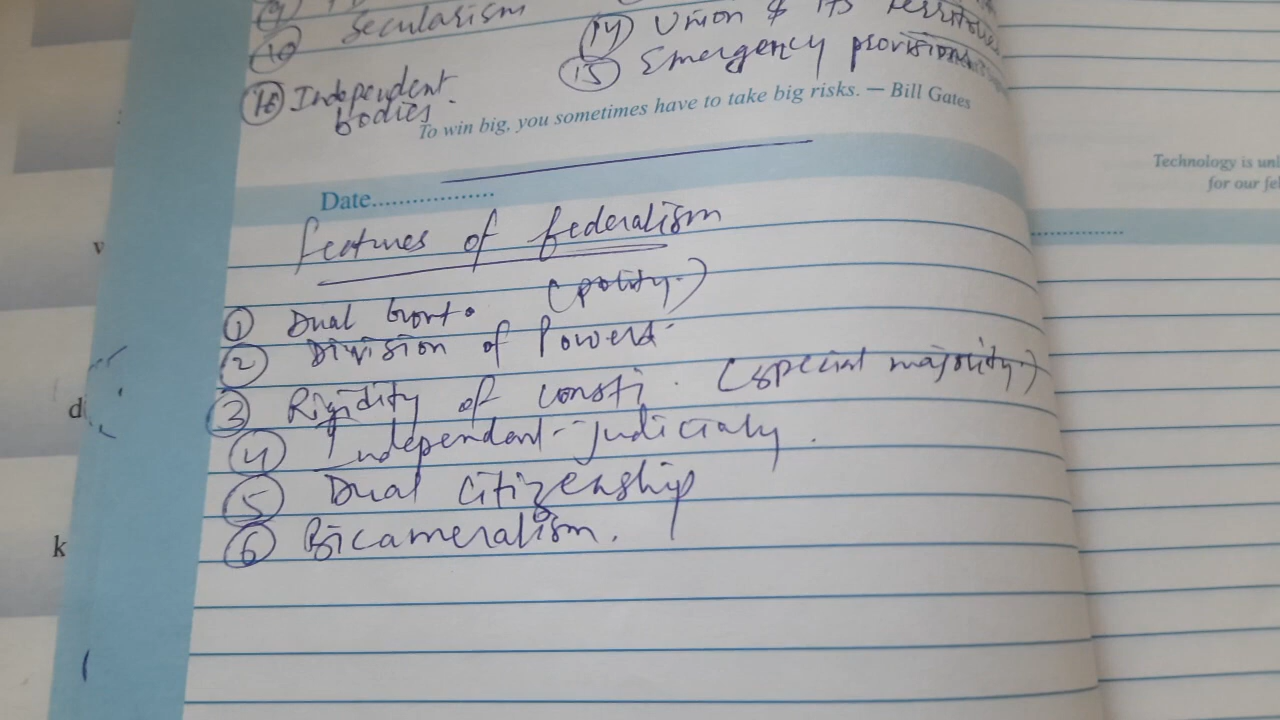 Secularism
(10)
(14) Union & its territories
(15) Emergency provisions
(16) Independent
bodies.
To win big, you sometimes have to take big risks. — Bill Gates
Date..................
features of federalism
(1) Dual Govt. (polity.)
(2) Division of Powers.
(3) Rigidity of consti. (special majority.)
(4) Independent judicialy.
(5) Dual citizenship
(6) Bicameralism.
Technology is
for our
v
d
k